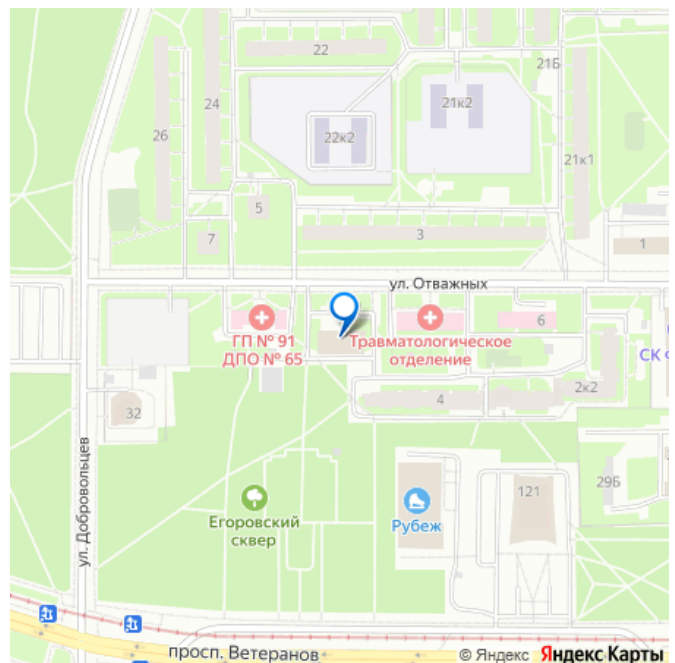 22
21Б
24
21к2
26
22к2
21к1
5
3
7
1
ул. Отважных
ГП № 91
ДПО № 65
Травматологическое
отделение
6
СК
2к2
4
32
ул. Добровольцев
29Б
121
Егоровский
сквер
Рубеж
просп. Ветеранов
© Яндекс Яндекс Карты